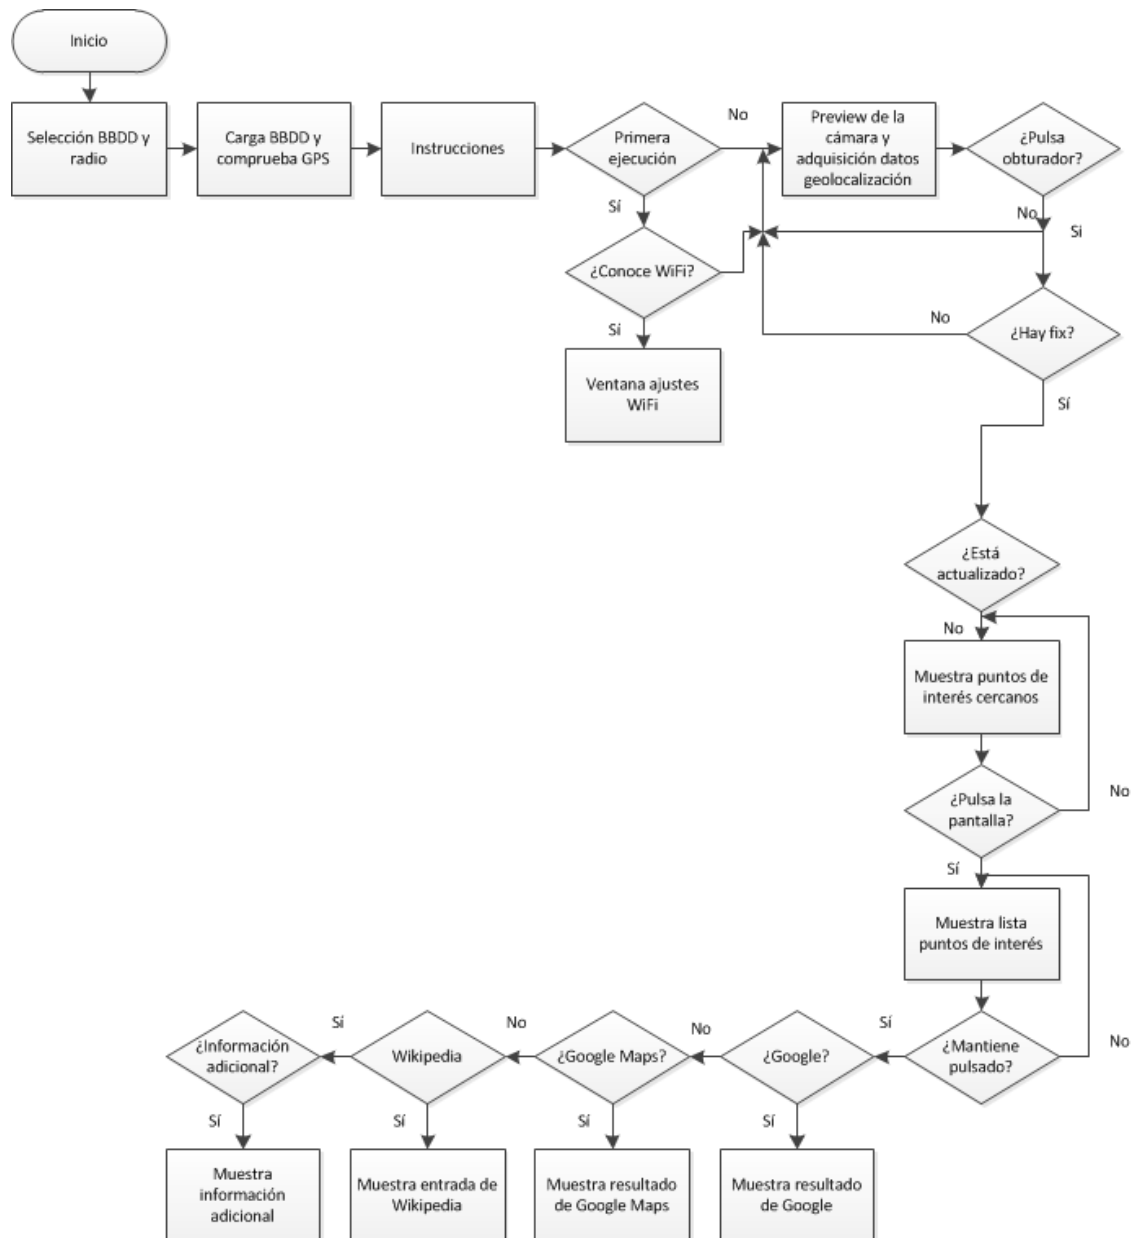 Inicio
Selección BBDD y
radio
Carga BBDD y
comprueba GPS
Instrucciones
Primera
ejecución
No
Preview de la
cámara y
adquisición datos
geolocalización
¿Pulsa
obturador?
Sí
No
Si
¿Conoce WiFi?
No
¿Hay fix?
Sí
Ventana ajustes
WiFi
Sí
¿Está
actualizado?
No
Muestra puntos de
interés cercanos
¿Pulsa la
pantalla?
No
Sí
Muestra lista
puntos de interés
¿Mantiene
pulsado?
No
Sí
¿Google?
No
¿Google Maps?
No
Wikipedia
Sí
¿Información
adicional?
Sí
Sí
Sí
Sí
Muestra
información
adicional
Muestra entrada de
Wikipedia
Muestra resultado
de Google Maps
Muestra resultado
de Google